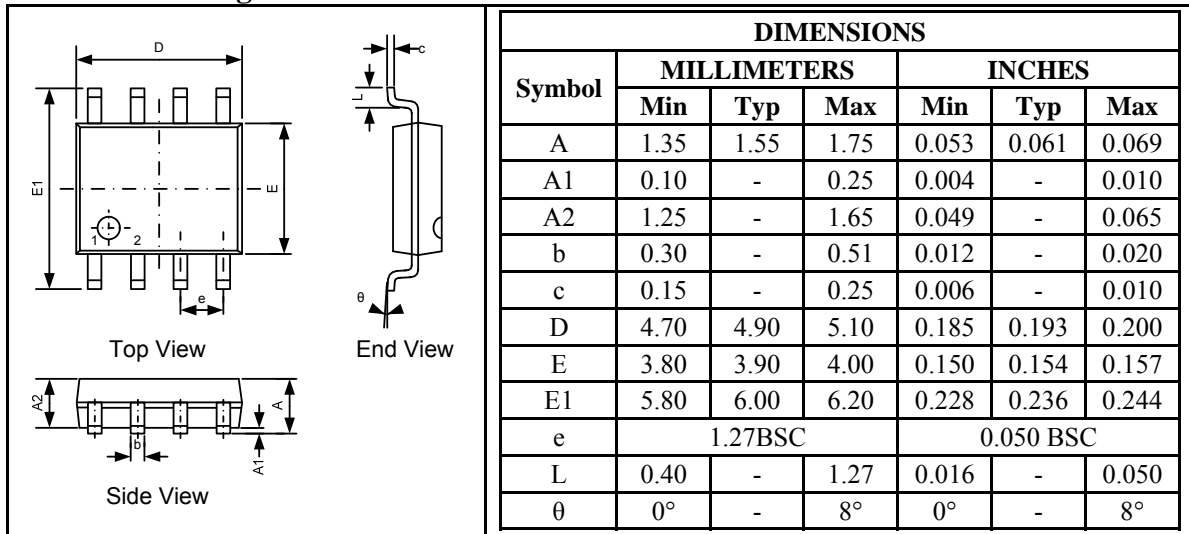 D
c
L
E1
E
1
2
e
θ
Top View
End View
A2
A
b
A1
Side View
DIMENSIONS
Symbol MILLIMETERS INCHES
Min Typ Max Min Typ Max
A 1.35 1.55 1.75 0.053 0.061 0.069
A1 0.10 - 0.25 0.004 - 0.010
A2 1.25 - 1.65 0.049 - 0.065
b 0.30 - 0.51 0.012 - 0.020
c 0.15 - 0.25 0.006 - 0.010
D 4.70 4.90 5.10 0.185 0.193 0.200
E 3.80 3.90 4.00 0.150 0.154 0.157
E1 5.80 6.00 6.20 0.228 0.236 0.244
e 1.27BSC 0.050 BSC
L 0.40 - 1.27 0.016 - 0.050
θ 0° - 8° 0° - 8°